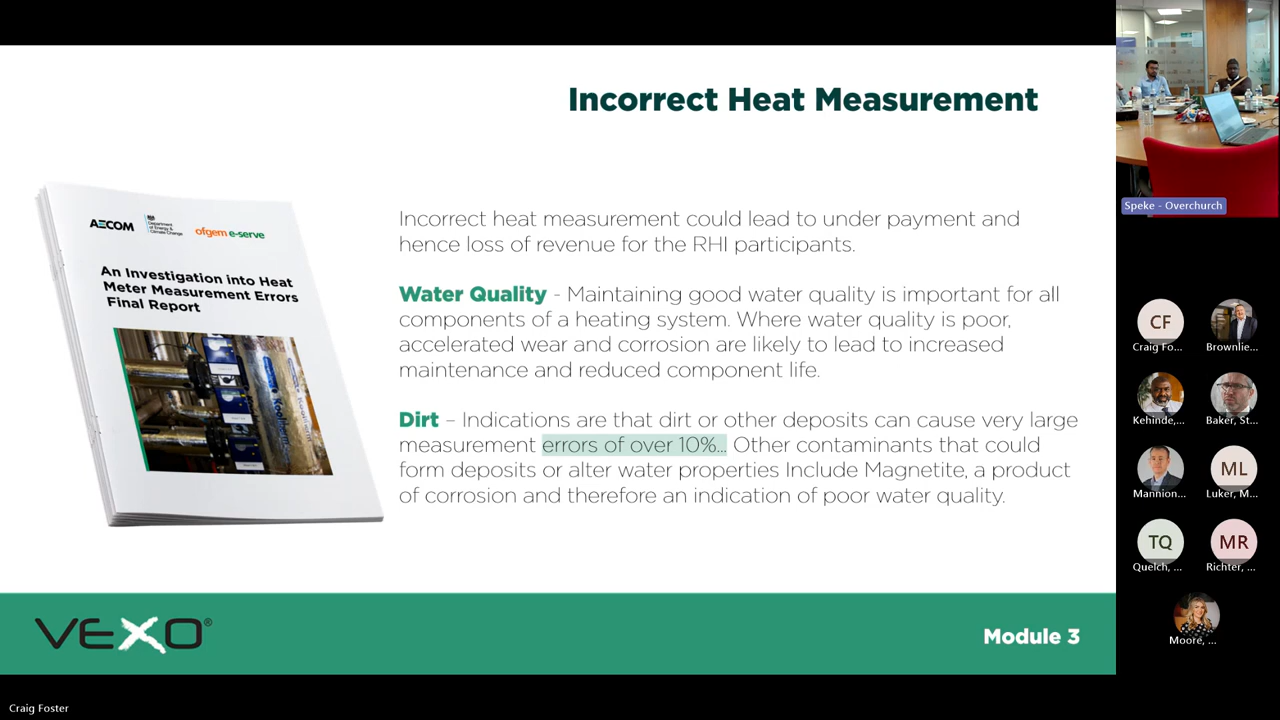 Incorrect Heat Measurement
AECOM
Department of Energy & Climate Change
ofgem e-serve
An Investigation into Heat
Meter Measurement Errors
Final Report
Incorrect heat measurement could lead to under payment and
hence loss of revenue for the RHI participants.
Water Quality - Maintaining good water quality is important for all
components of a heating system. Where water quality is poor,
accelerated wear and corrosion are likely to lead to increased
maintenance and reduced component life.
Dirt – Indications are that dirt or other deposits can cause very large
measurement errors of over 10%... Other contaminants that could
form deposits or alter water properties Include Magnetite, a product
of corrosion and therefore an indication of poor water quality.
VEXO®
Module 3
Speke - Overchurch
CF
Craig Fo...
Brownlie...
Kehinde,...
Baker, St...
Mannion...
ML
Luker, M...
TQ
Quelch, ...
MR
Richter, ...
Moore, ...
Craig Foster